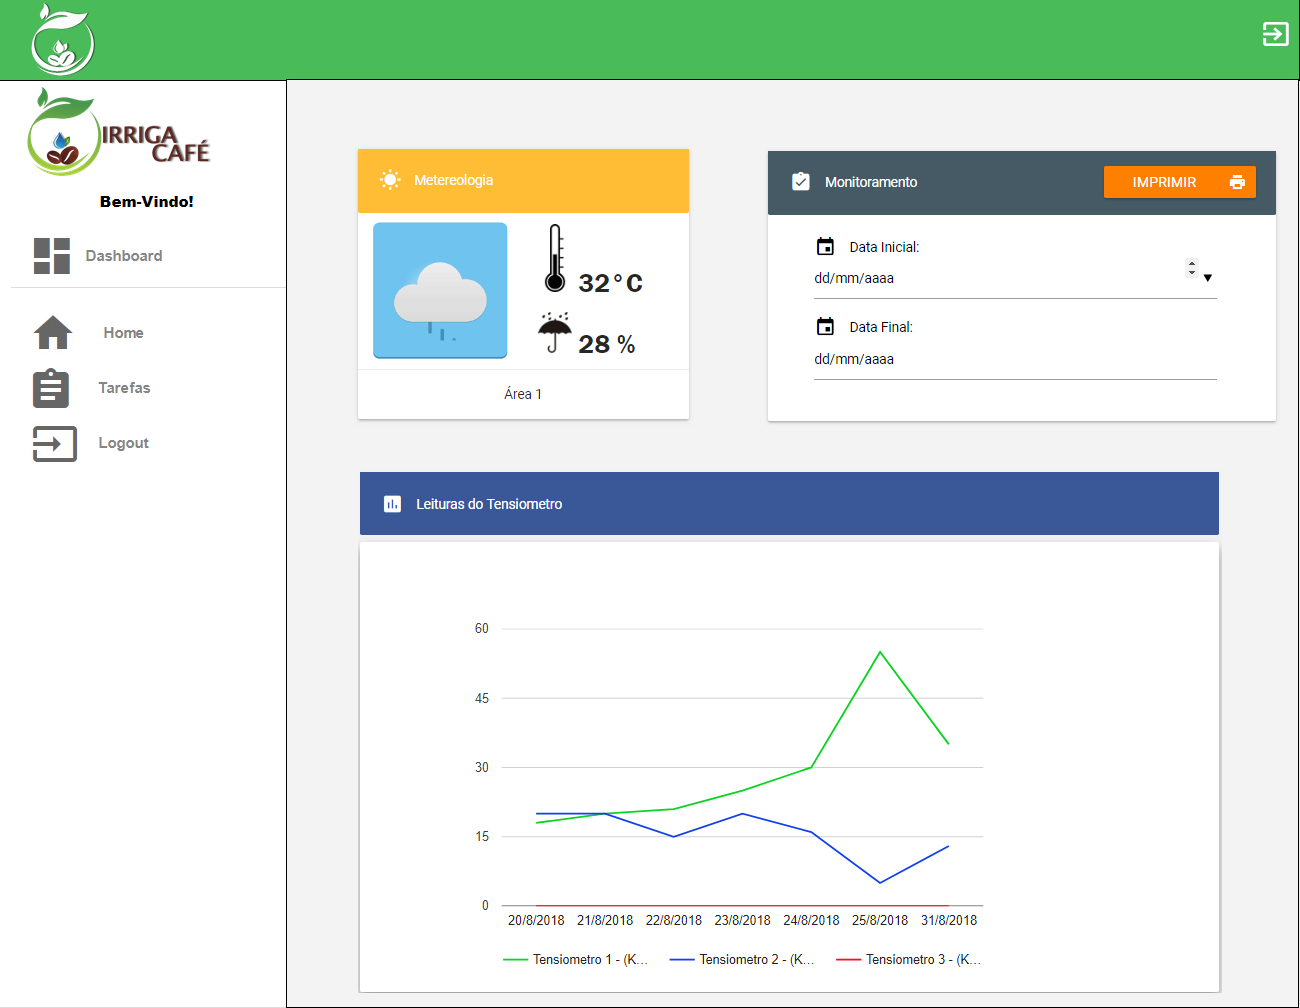 IRRIGA
CAFÉ
Bem-Vindo!
Dashboard
Home
Tarefas
Logout
Metereologia
32°C
28 %
Área 1
Monitoramento
IMPRIMIR
Data Inicial:
dd/mm/aaaa
Data Final:
dd/mm/aaaa
Leituras do Tensiometro
60
45
30
15
0
20/8/2018 21/8/2018 22/8/2018 23/8/2018 24/8/2018 25/8/2018 31/8/2018
Tensiometro 1 - (K... Tensiometro 2 - (K... Tensiometro 3 - (K...